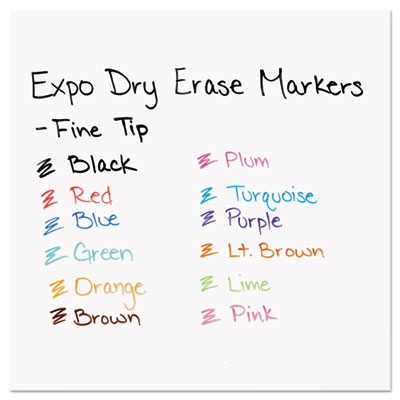 Expo Dry Erase Markers
-Fine Tip
Black
Red
Blue
Green
Orange
Brown
Plum
Turquoise
Purple
Lt. Brown
Lime
Pink